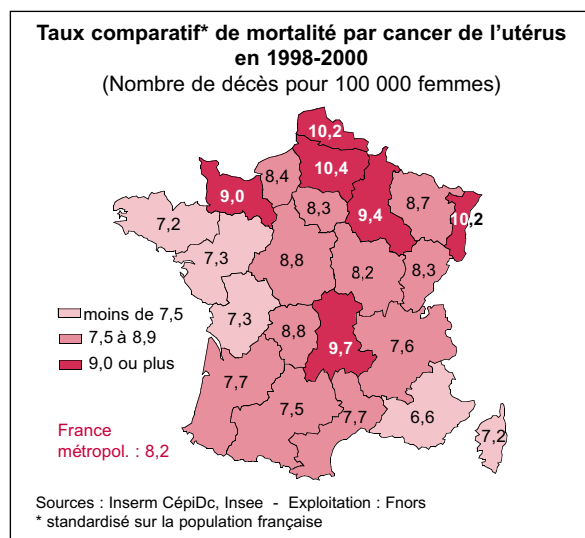 Taux comparatif* de mortalité par cancer de l'utérus
en 1998-2000
(Nombre de décès pour 100 000 femmes)
10,2
10,4
8,4
9,0
8,3
9,4
8,7
10,2
7,2
7,3
8,8
8,2
8,3
7,3
8,8
9,7
7,6
7,7
7,5
7,7
6,6
7,2
moins de 7,5
7,5 à 8,9
9,0 ou plus
France
métropol. : 8,2
Sources : Inserm CépiDc, Insee - Exploitation : Fnors
* standardisé sur la population française